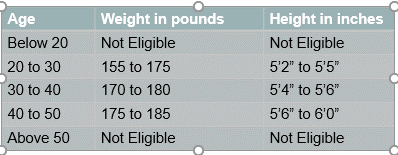 Age Weight in pounds Height in inches
Below 20 Not Eligible Not Eligible
20 to 30 155 to 175 5’2” to 5’5”
30 to 40 170 to 180 5’4” to 5’6”
40 to 50 175 to 185 5’6” to 6’0”
Above 50 Not Eligible Not Eligible